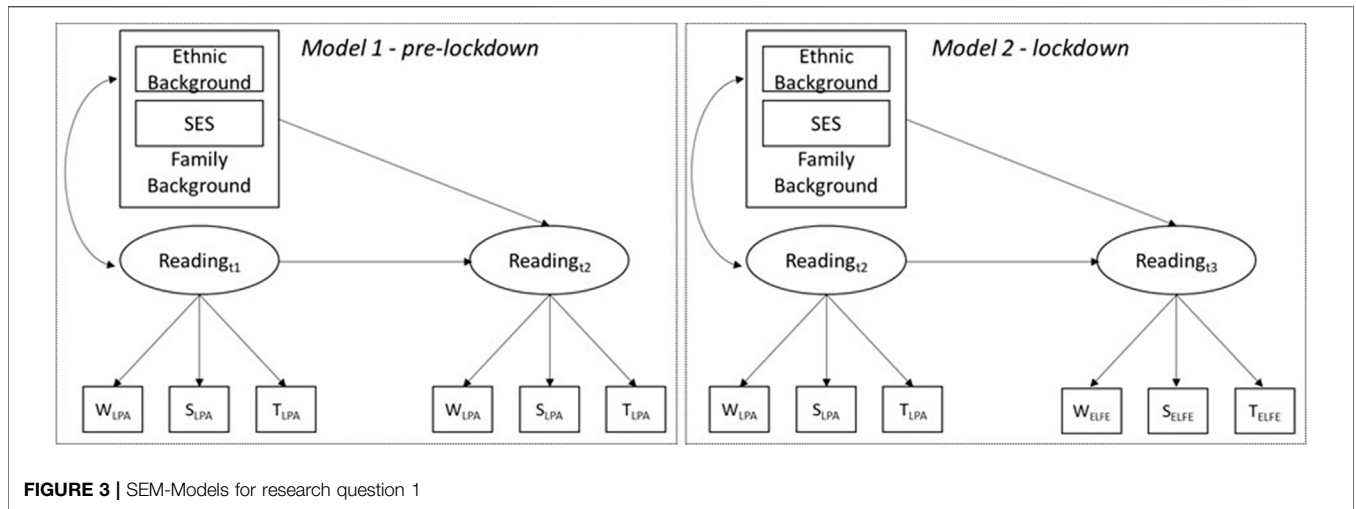 Model 1 - pre-lockdown
Ethnic
Background
SES
Family
Background
Reading t1
Reading t2
W LPA
S LPA
T LPA
W LPA
S LPA
T LPA
Model 2 - lockdown
Ethnic
Background
SES
Family
Background
Reading t2
Reading t3
W LPA
S LPA
T LPA
W ELFE
S ELFE
T ELFE
FIGURE 3 | SEM-Models for research question 1